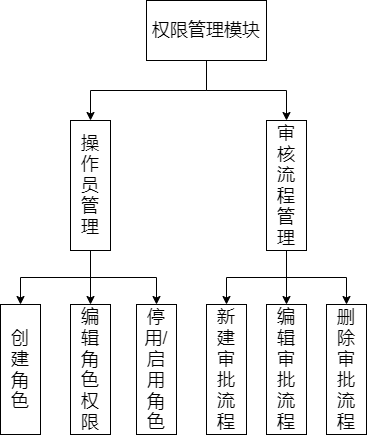 权限管理模块
操作员管理
审核流程管理
创建角色
编辑角色权限
停用/启用角色
新建审批流程
编辑审批流程
删除审批流程